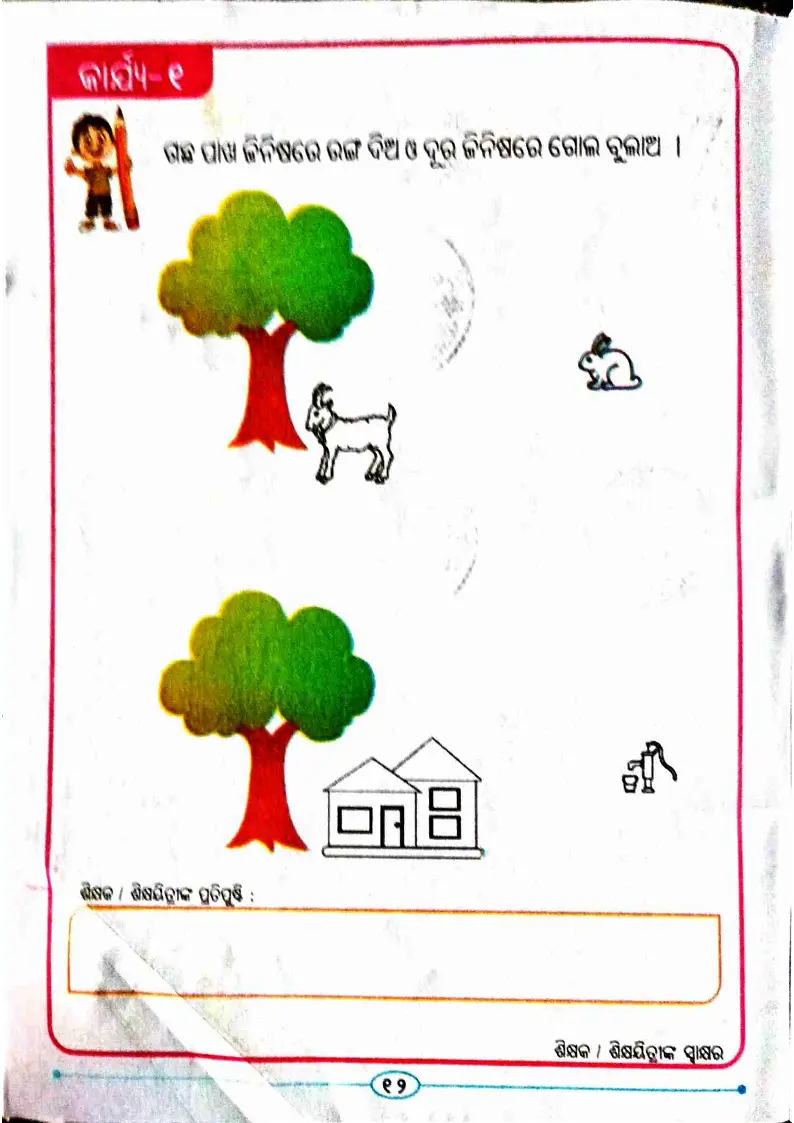 କାର୍ଯ୍ୟ- ୧
ଗଛ ପାଖ ଜିନିଷରେ ରଙ୍ଗ ଦିଅ ଓ ଦୂର ଜିନିଷରେ ଗୋଲ ବୁଲାଅ ।
ଶିକ୍ଷକ / ଶିକ୍ଷୟିତ୍ରୀଙ୍କ ପ୍ରତିପୁଷ୍ଟି :
ଶିକ୍ଷକ / ଶିକ୍ଷୟିତ୍ରୀଙ୍କ ସ୍ୱାକ୍ଷର
୧୨